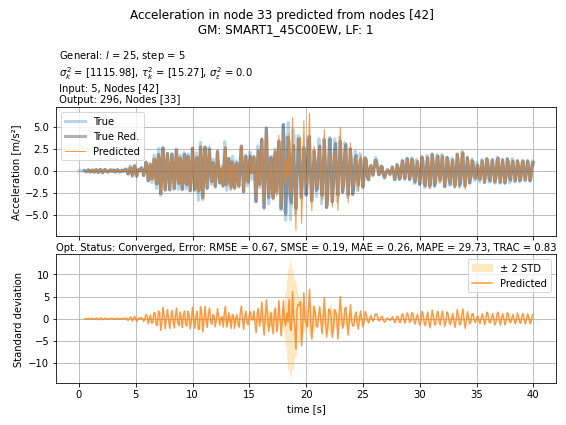 Acceleration in node 33 predicted from nodes [42]
GM: SMART1_45C00EW, LF: 1
General: l = 25, step = 5
σ²_k = [1115.98], τ²_k = [15.27], σ²_ε = 0.0
Input: 5, Nodes [42]
Output: 296, Nodes [33]
True
True Red.
Predicted
Acceleration [m/s²]
5.0
2.5
0.0
−2.5
−5.0
Opt. Status: Converged, Error: RMSE = 0.67, SMSE = 0.19, MAE = 0.26, MAPE = 29.73, TRAC = 0.83
± 2 STD
Predicted
Standard deviation
10
5
0
−5
−10
0 5 10 15 20 25 30 35 40
time [s]